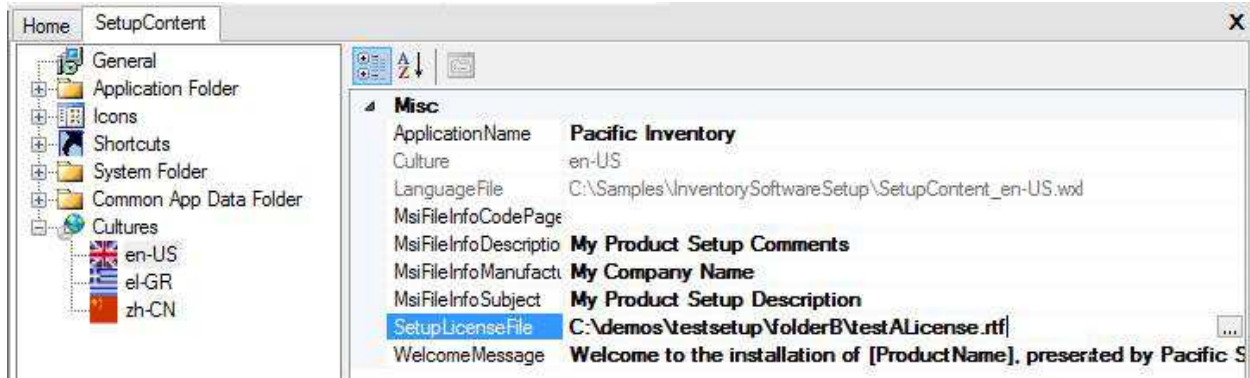 Home SetupContent X
General
Application Folder
Icons
Shortcuts
System Folder
Common App Data Folder
Cultures
en-US
el-GR
zh-CN
Misc
ApplicationName Pacific Inventory
Culture en-US
LanguageFile C:\Samples\InventorySoftwareSetup\SetupContent_en-US.wxl
MsiFileInfoCodePage
MsiFileInfoDescriptio My Product Setup Comments
MsiFileInfoManufactu My Company Name
MsiFileInfoSubject My Product Setup Description
SetupLicenseFile C:\demos\testsetup\folderB\testALicense.rtf ...
WelcomeMessage Welcome to the installation of [ProductName], presented by Pacific S